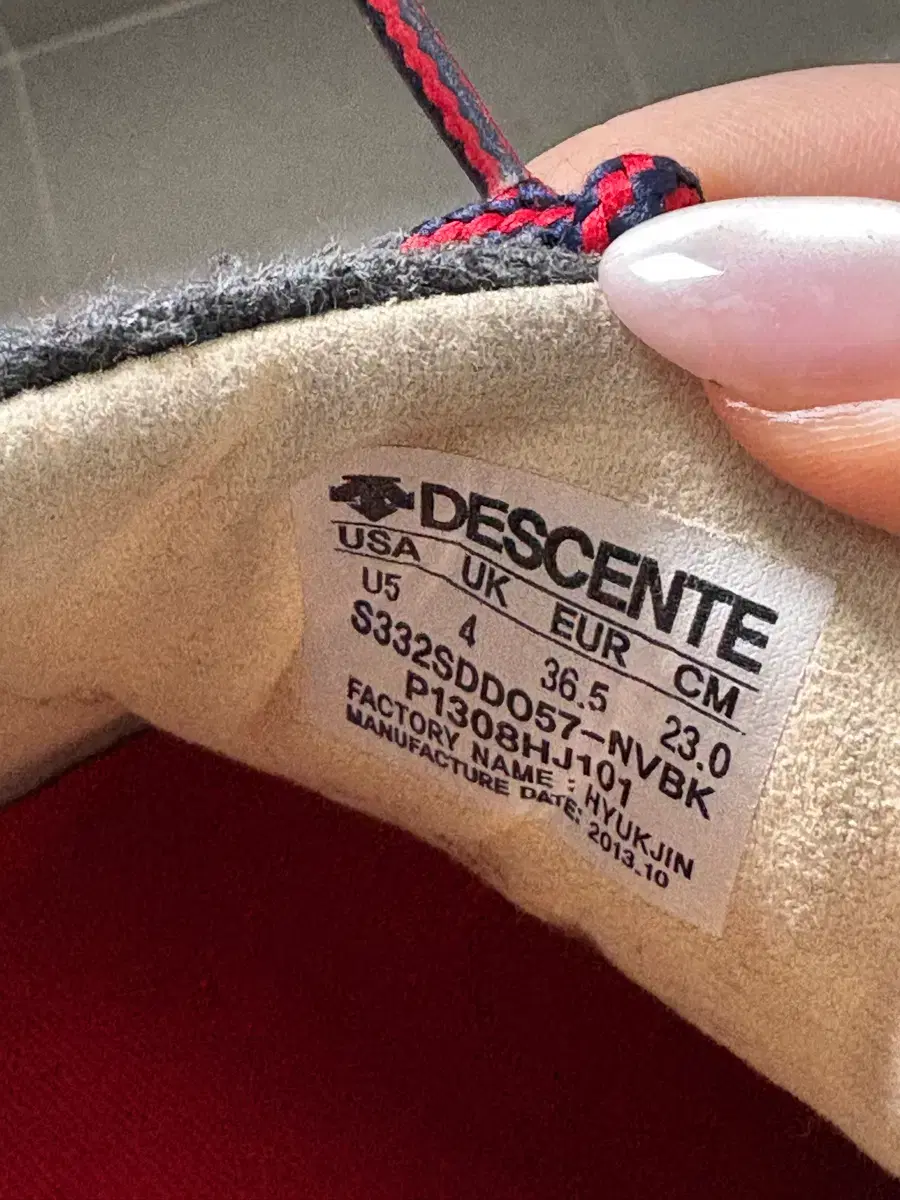 DESCENTE
USA UK EUR CM
U5 4 36.5 23.0
S332SDDO57-NVBK
P1308HJ101
FACTORY NAME : HYUKJIN
MANUFACTURE DATE: 2013.10